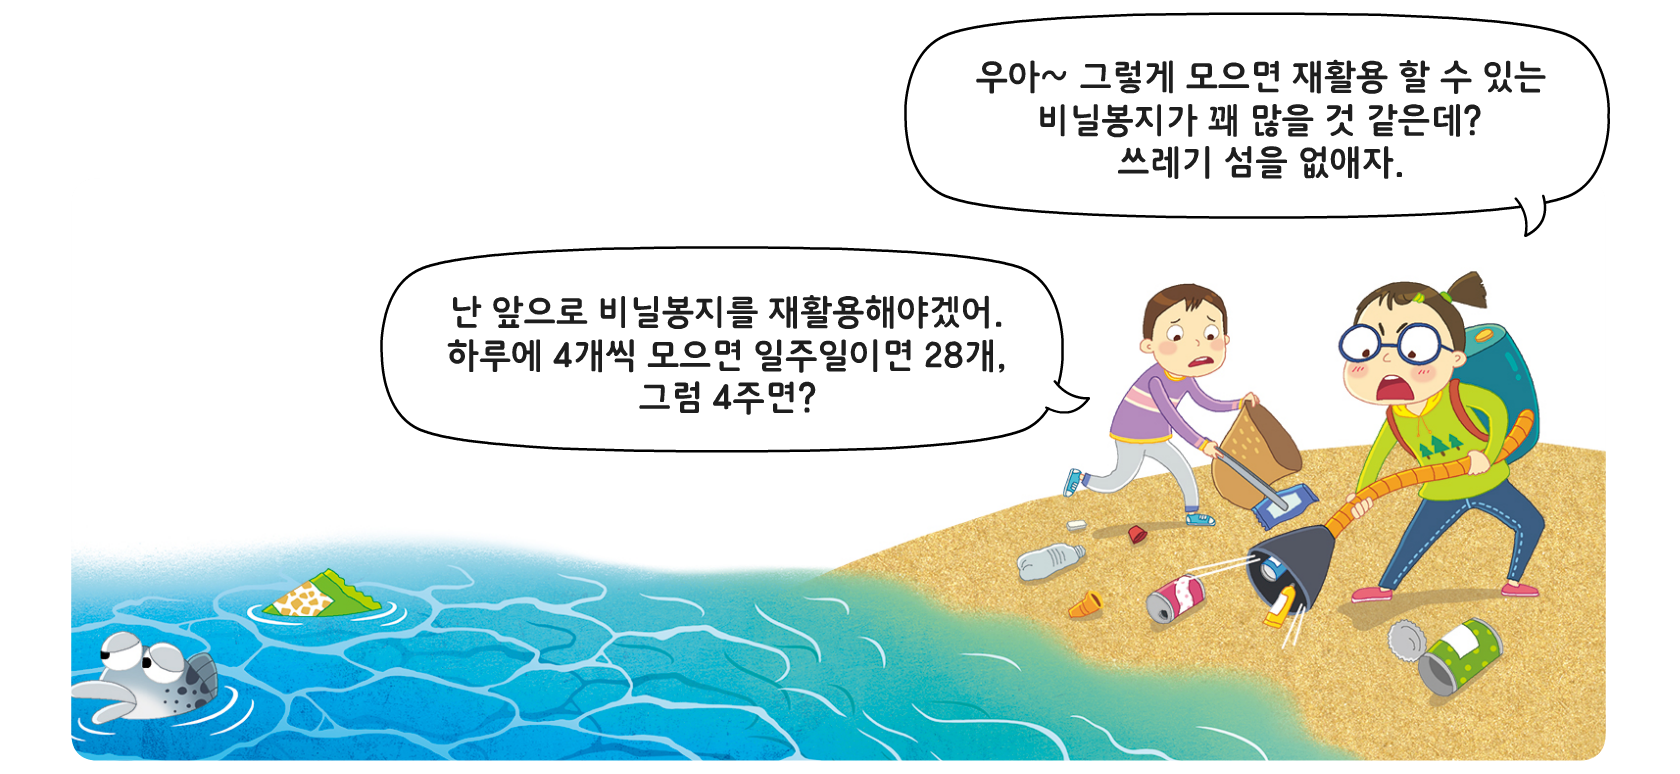 우아~ 그렇게 모으면 재활용 할 수 있는
비닐봉지가 꽤 많을 것 같은데?
쓰레기 섬을 없애자.
난 앞으로 비닐봉지를 재활용해야겠어.
하루에 4개씩 모으면 일주일이면 28개,
그럼 4주면?